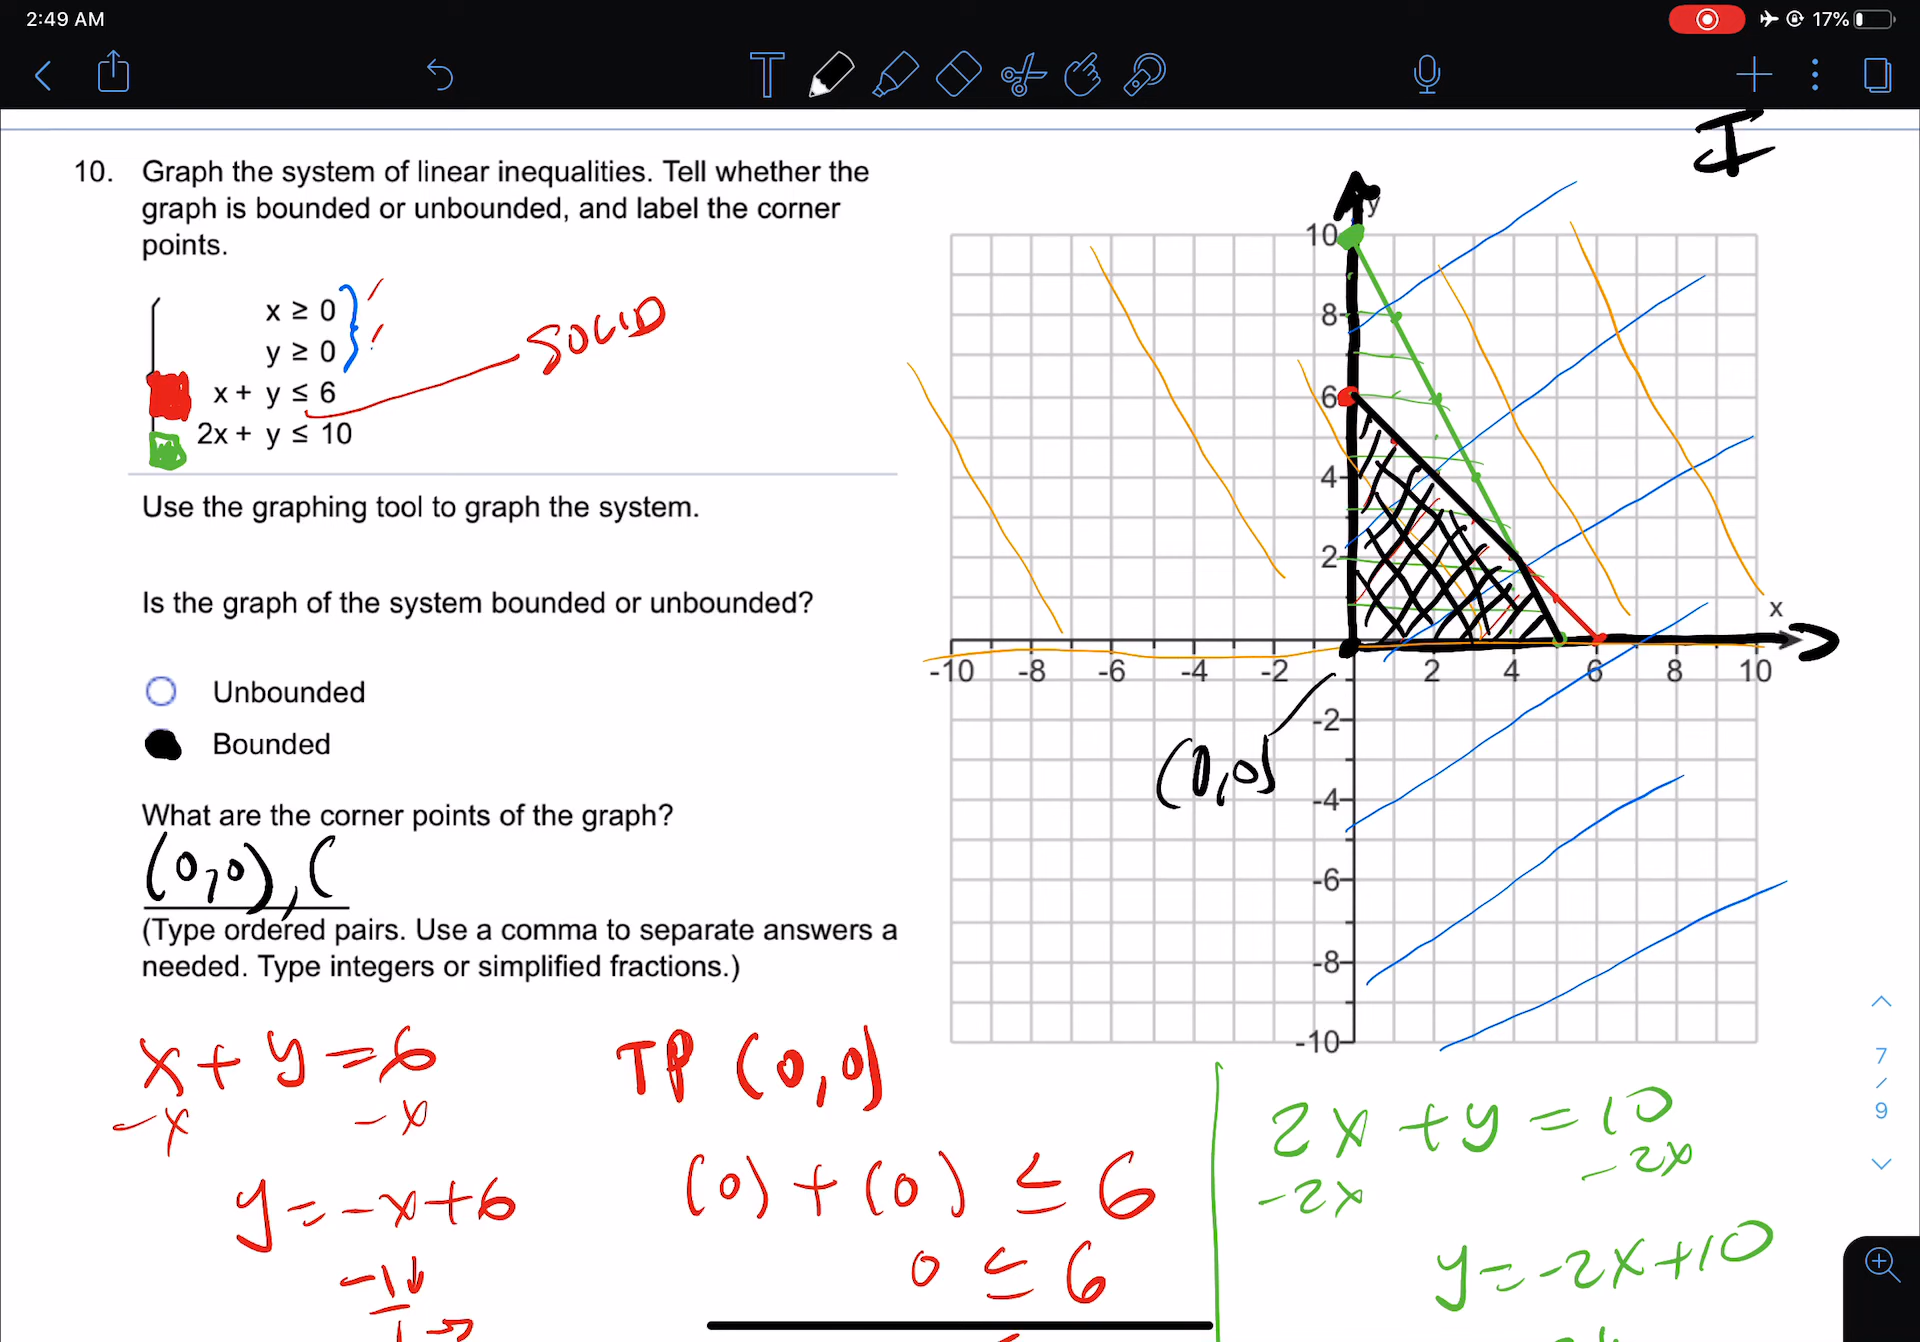 2:49 AM
17%
I
10. Graph the system of linear inequalities. Tell whether the
graph is bounded or unbounded, and label the corner
points.
x ≥ 0
y ≥ 0
x + y ≤ 6
2x + y ≤ 10
SOLID
Use the graphing tool to graph the system.
Is the graph of the system bounded or unbounded?
Unbounded
Bounded
What are the corner points of the graph?
(0,0), (
(Type ordered pairs. Use a comma to separate answers a
needed. Type integers or simplified fractions.)
y
10
8
6
4
2
x
-10 -8 -6 -4 -2 2 4 6 8 10
-2
(0,0)
-4
-6
-8
-10
x + y = 6
-x -x
y = -x + 6
-1↓
TP (0,0)
(0) + (0) ≤ 6
0 ≤ 6
2x + y = 10
-2x -2x
y = -2x + 10
7
/
9